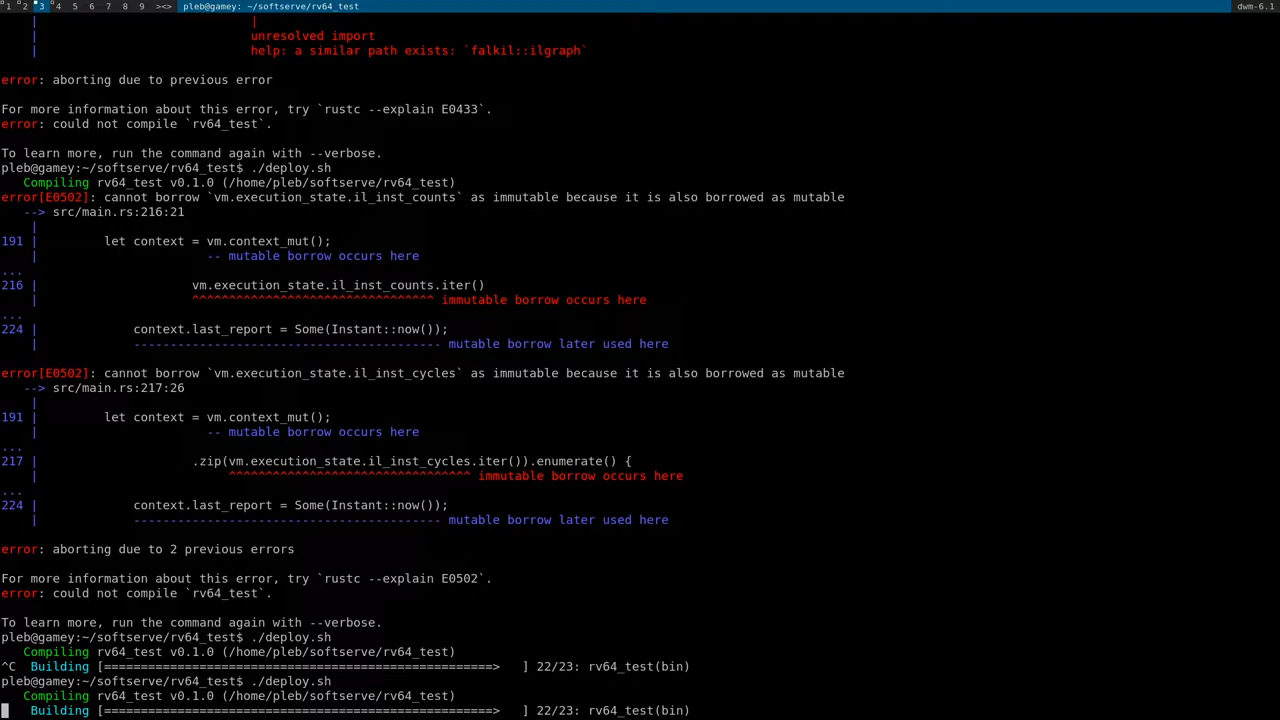 1 2 3 4 5 6 7 8 9 ><> pleb@gamey: ~/softserve/rv64_test dwm-6.1
| |
| unresolved import
| help: a similar path exists: `falkil::ilgraph`
error: aborting due to previous error
For more information about this error, try `rustc --explain E0433`.
error: could not compile `rv64_test`.
To learn more, run the command again with --verbose.
pleb@gamey:~/softserve/rv64_test$ ./deploy.sh
Compiling rv64_test v0.1.0 (/home/pleb/softserve/rv64_test)
error[E0502]: cannot borrow `vm.execution_state.il_inst_counts` as immutable because it is also borrowed as mutable
--> src/main.rs:216:21
|
191 | let context = vm.context_mut();
| -- mutable borrow occurs here
...
216 | vm.execution_state.il_inst_counts.iter()
| ^^^^^^^^^^^^^^^^^^^^^^^^^^^^^^^^^ immutable borrow occurs here
...
224 | context.last_report = Some(Instant::now());
| ------------------------------------------ mutable borrow later used here
error[E0502]: cannot borrow `vm.execution_state.il_inst_cycles` as immutable because it is also borrowed as mutable
--> src/main.rs:217:26
|
191 | let context = vm.context_mut();
| -- mutable borrow occurs here
...
217 | .zip(vm.execution_state.il_inst_cycles.iter()).enumerate() {
| ^^^^^^^^^^^^^^^^^^^^^^^^^^^^^^^^^ immutable borrow occurs here
...
224 | context.last_report = Some(Instant::now());
| ------------------------------------------ mutable borrow later used here
error: aborting due to 2 previous errors
For more information about this error, try `rustc --explain E0502`.
error: could not compile `rv64_test`.
To learn more, run the command again with --verbose.
pleb@gamey:~/softserve/rv64_test$ ./deploy.sh
Compiling rv64_test v0.1.0 (/home/pleb/softserve/rv64_test)
^C Building [=====================================================> ] 22/23: rv64_test(bin)
pleb@gamey:~/softserve/rv64_test$ ./deploy.sh
Compiling rv64_test v0.1.0 (/home/pleb/softserve/rv64_test)
Building [=====================================================> ] 22/23: rv64_test(bin)